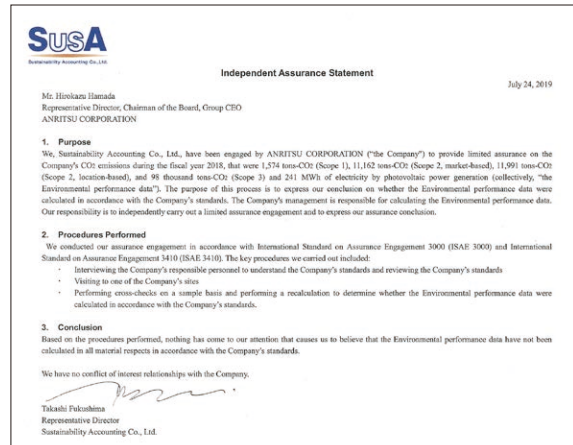 SusA
Sustainability Accounting Co., Ltd.
Independent Assurance Statement
July 24, 2019
Mr. Hirokazu Hamada
Representative Director, Chairman of the Board, Group CEO
ANRITSU CORPORATION
1. Purpose
We, Sustainability Accounting Co., Ltd., have been engaged by ANRITSU CORPORATION (“the Company”) to provide limited assurance on the
Company's CO2 emissions during the fiscal year 2018, that were 1,574 tons-CO2 (Scope 1), 11,162 tons-CO2 (Scope 2, market-based), 11,991 tons-CO2
(Scope 2, location-based), and 98 thousand tons-CO2 (Scope 3) and 241 MWh of electricity by photovoltaic power generation (collectively, “the
Environmental performance data”). The purpose of this process is to express our conclusion on whether the Environmental performance data were
calculated in accordance with the Company's standards. The Company's management is responsible for calculating the Environmental performance data.
Our responsibility is to independently carry out a limited assurance engagement and to express our assurance conclusion.
2. Procedures Performed
We conducted our assurance engagement in accordance with International Standard on Assurance Engagement 3000 (ISAE 3000) and International
Standard on Assurance Engagement 3410 (ISAE 3410). The key procedures we carried out included:
· Interviewing the Company's responsible personnel to understand the Company's standards and reviewing the Company's standards
· Visiting to one of the Company's sites
· Performing cross-checks on a sample basis and performing a recalculation to determine whether the Environmental performance data were
calculated in accordance with the Company's standards.
3. Conclusion
Based on the procedures performed, nothing has come to our attention that causes us to believe that the Environmental performance data have not been
calculated in all material respects in accordance with the Company's standards.
We have no conflict of interest relationships with the Company.
Takashi Fukushima
Representative Director
Sustainability Accounting Co., Ltd.